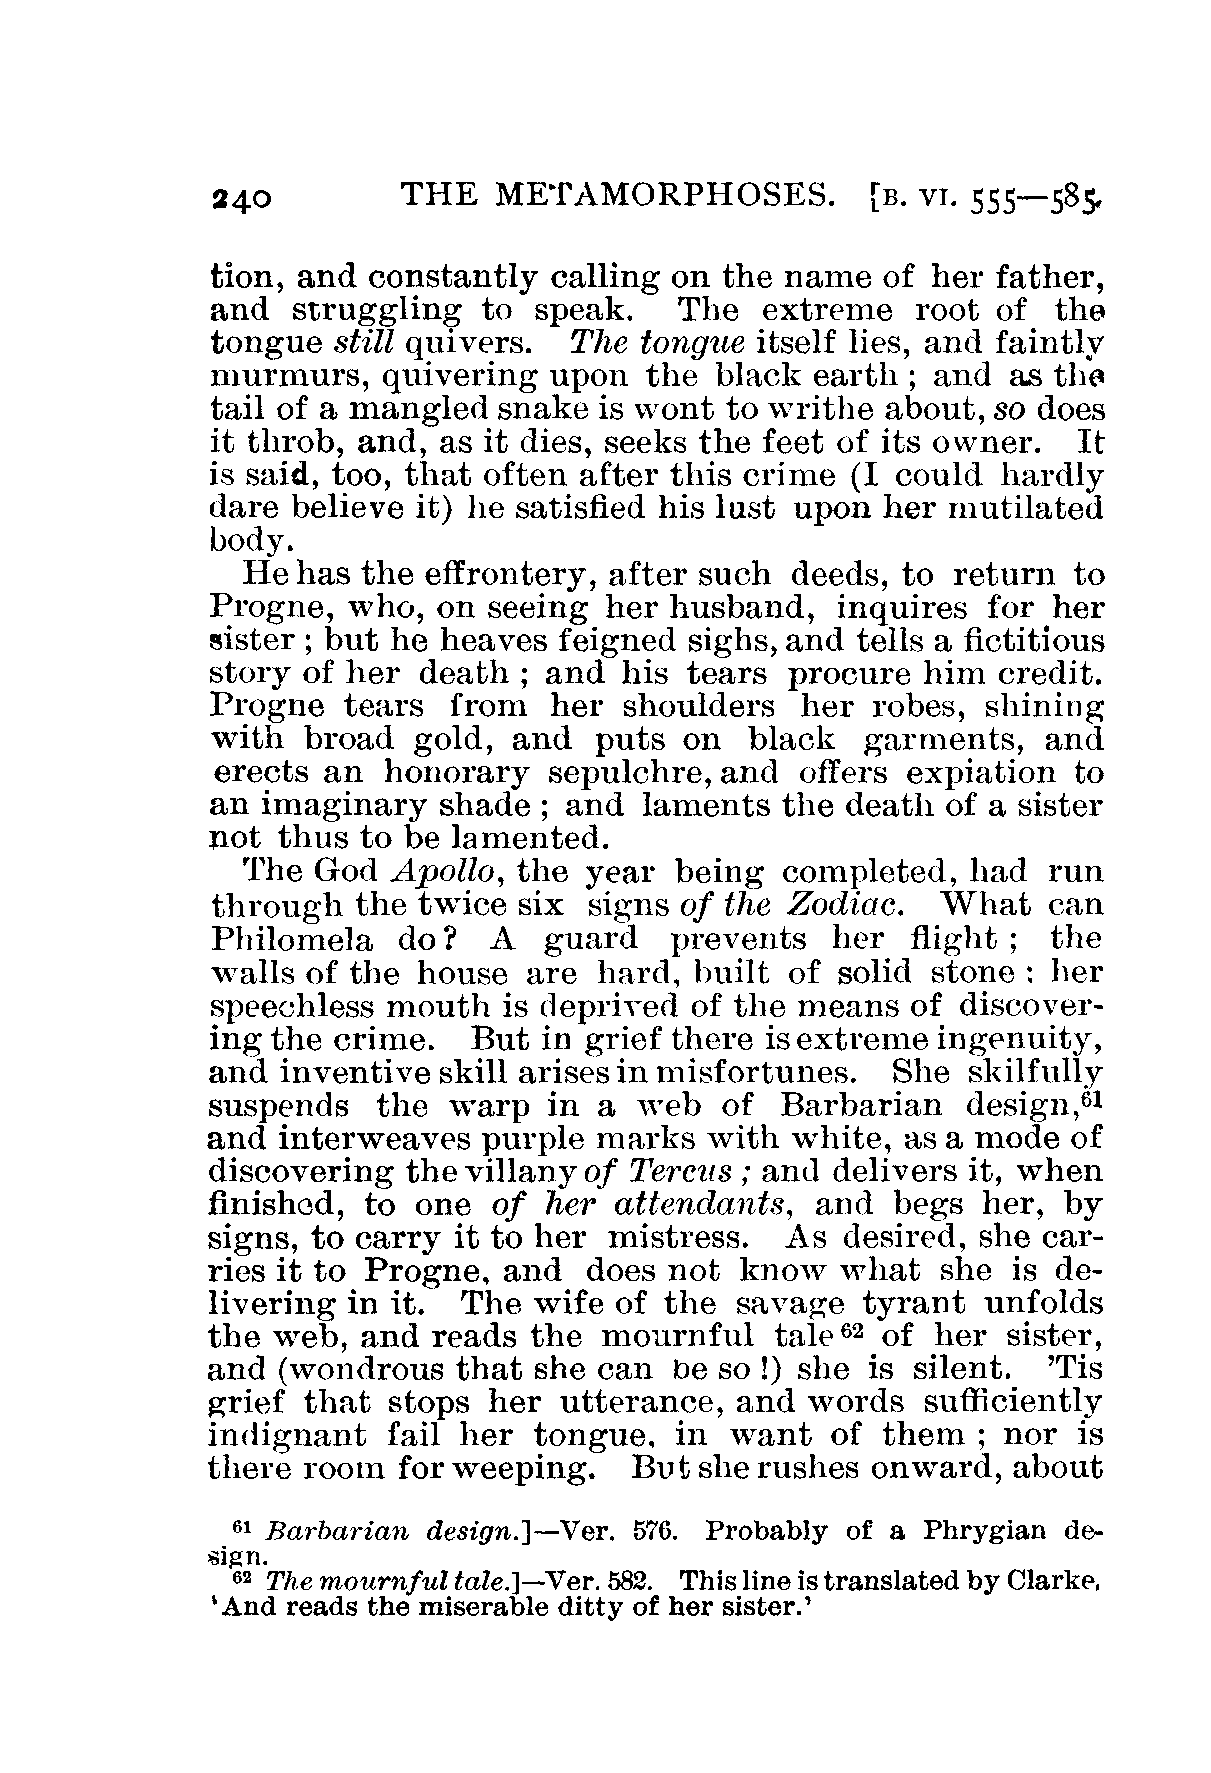 240 THE METAMORPHOSES. [B. VI. 555—585.
tion, and constantly calling on the name of her father,
and struggling to speak. The extreme root of the
tongue still quivers. The tongue itself lies, and faintly
murmurs, quivering upon the black earth ; and as the
tail of a mangled snake is wont to writhe about, so does
it throb, and, as it dies, seeks the feet of its owner. It
is said, too, that often after this crime (I could hardly
dare believe it) he satisfied his lust upon her mutilated
body.
He has the effrontery, after such deeds, to return to
Progne, who, on seeing her husband, inquires for her
sister ; but he heaves feigned sighs, and tells a fictitious
story of her death ; and his tears procure him credit.
Progne tears from her shoulders her robes, shining
with broad gold, and puts on black garments, and
erects an honorary sepulchre, and offers expiation to
an imaginary shade ; and laments the death of a sister
not thus to be lamented.
The God Apollo, the year being completed, had run
through the twice six signs of the Zodiac. What can
Philomela do? A guard prevents her flight ; the
walls of the house are hard, built of solid stone : her
speechless mouth is deprived of the means of discover-
ing the crime. But in grief there is extreme ingenuity,
and inventive skill arises in misfortunes. She skilfully
suspends the warp in a web of Barbarian design,⁶¹
and interweaves purple marks with white, as a mode of
discovering the villany of Tereus ; and delivers it, when
finished, to one of her attendants, and begs her, by
signs, to carry it to her mistress. As desired, she car-
ries it to Progne, and does not know what she is de-
livering in it. The wife of the savage tyrant unfolds
the web, and reads the mournful tale⁶² of her sister,
and (wondrous that she can be so !) she is silent. 'Tis
grief that stops her utterance, and words sufficiently
indignant fail her tongue, in want of them ; nor is
there room for weeping. But she rushes onward, about
⁶¹ Barbarian design.]—Ver. 576. Probably of a Phrygian de-
sign.
⁶² The mournful tale.]—Ver. 582. This line is translated by Clarke,
'And reads the miserable ditty of her sister.'